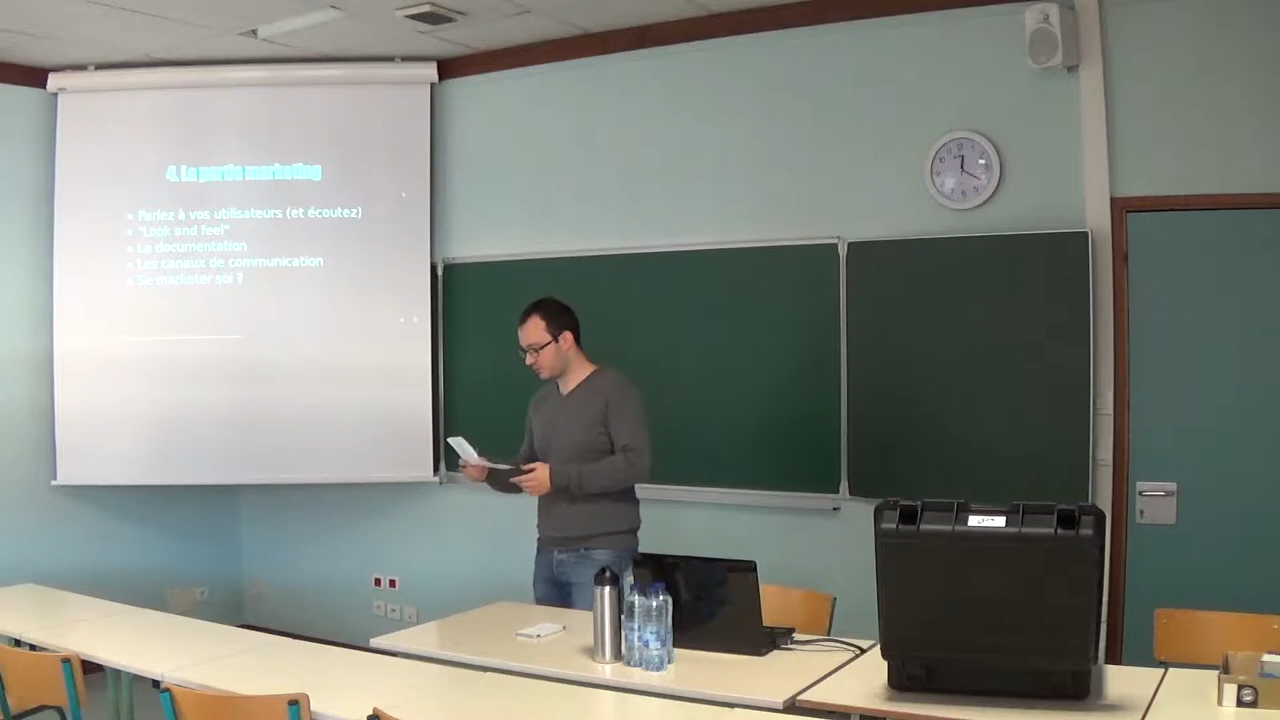 4. La partie marketing
• Parlez à vos utilisateurs (et écoutez)
• "Look and feel"
• La documentation
• Les canaux de communication
• Se marketer soi ?